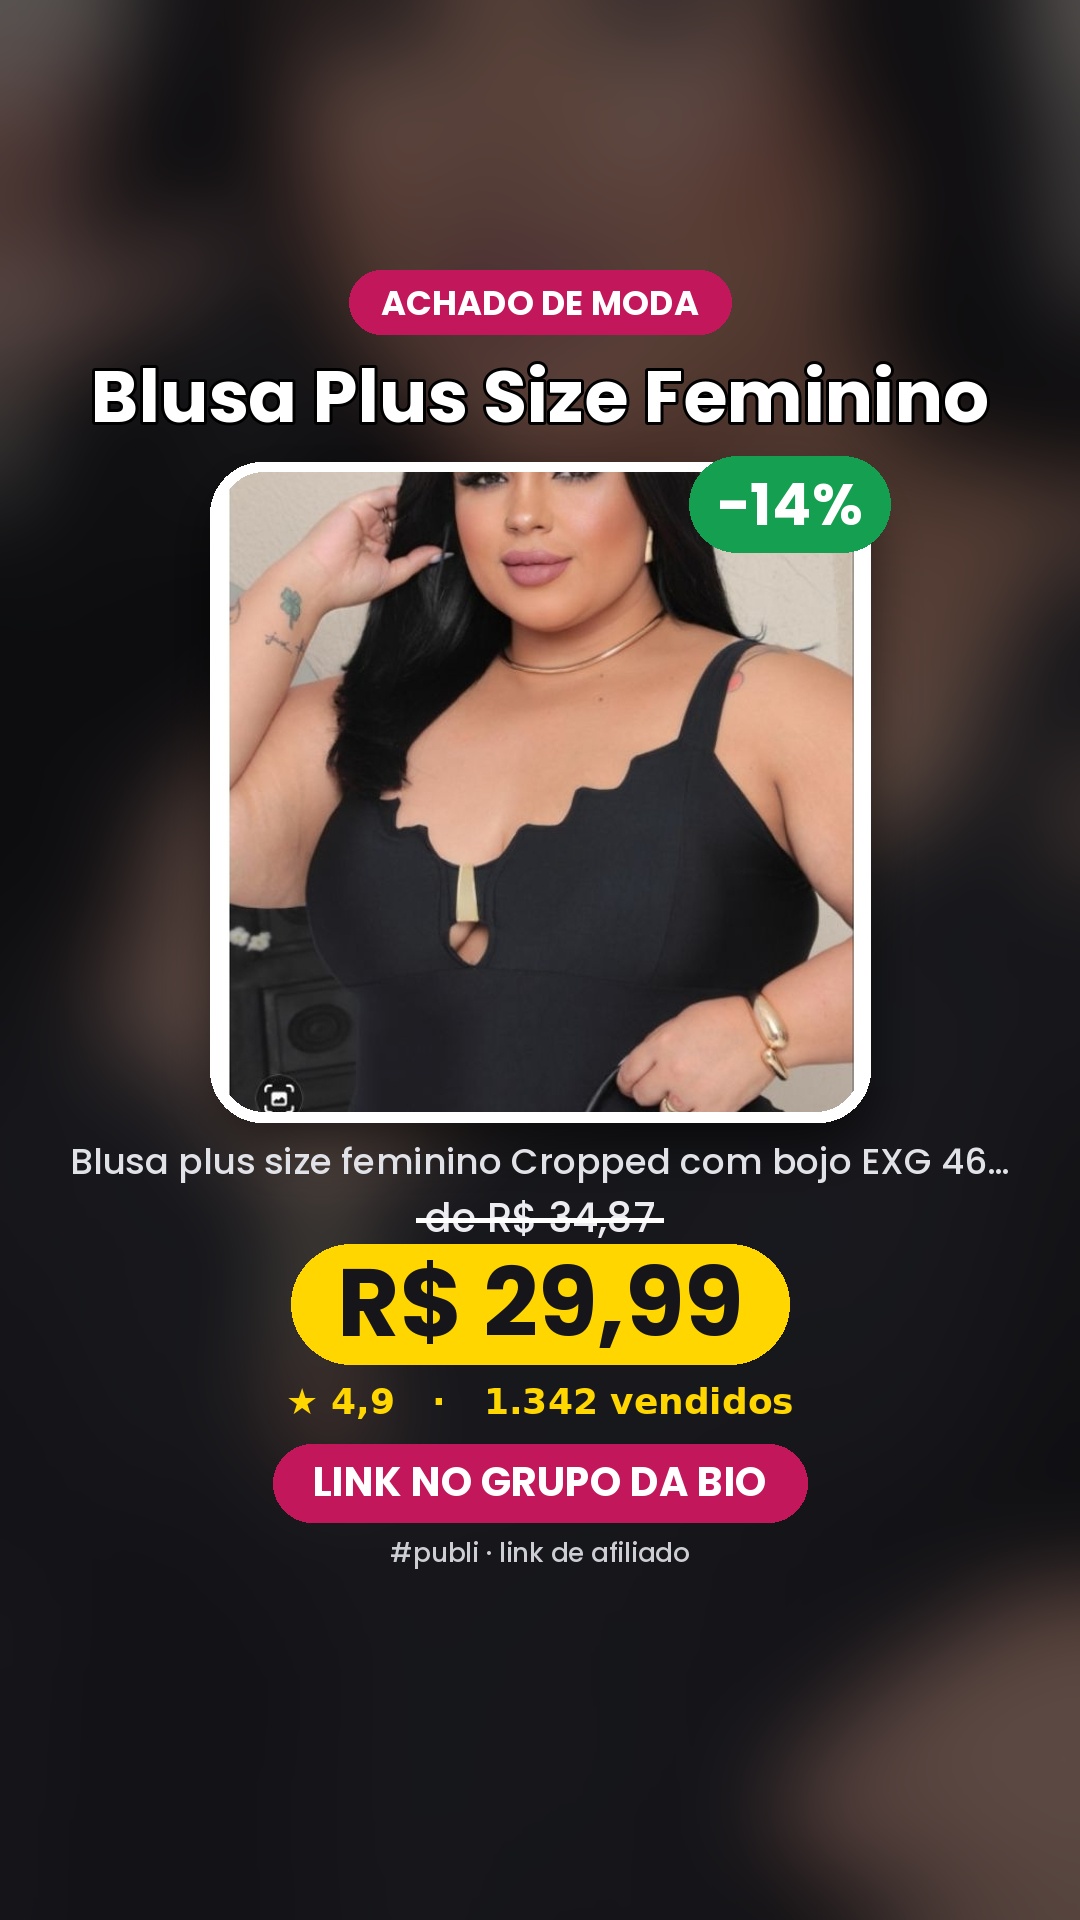 ACHADO DE MODA
Blusa Plus Size Feminino
-14%
Blusa plus size feminino Cropped com bojo EXG 46...
de R$ 34,87
R$ 29,99
★ 4,9 · 1.342 vendidos
LINK NO GRUPO DA BIO
#publi · link de afiliado